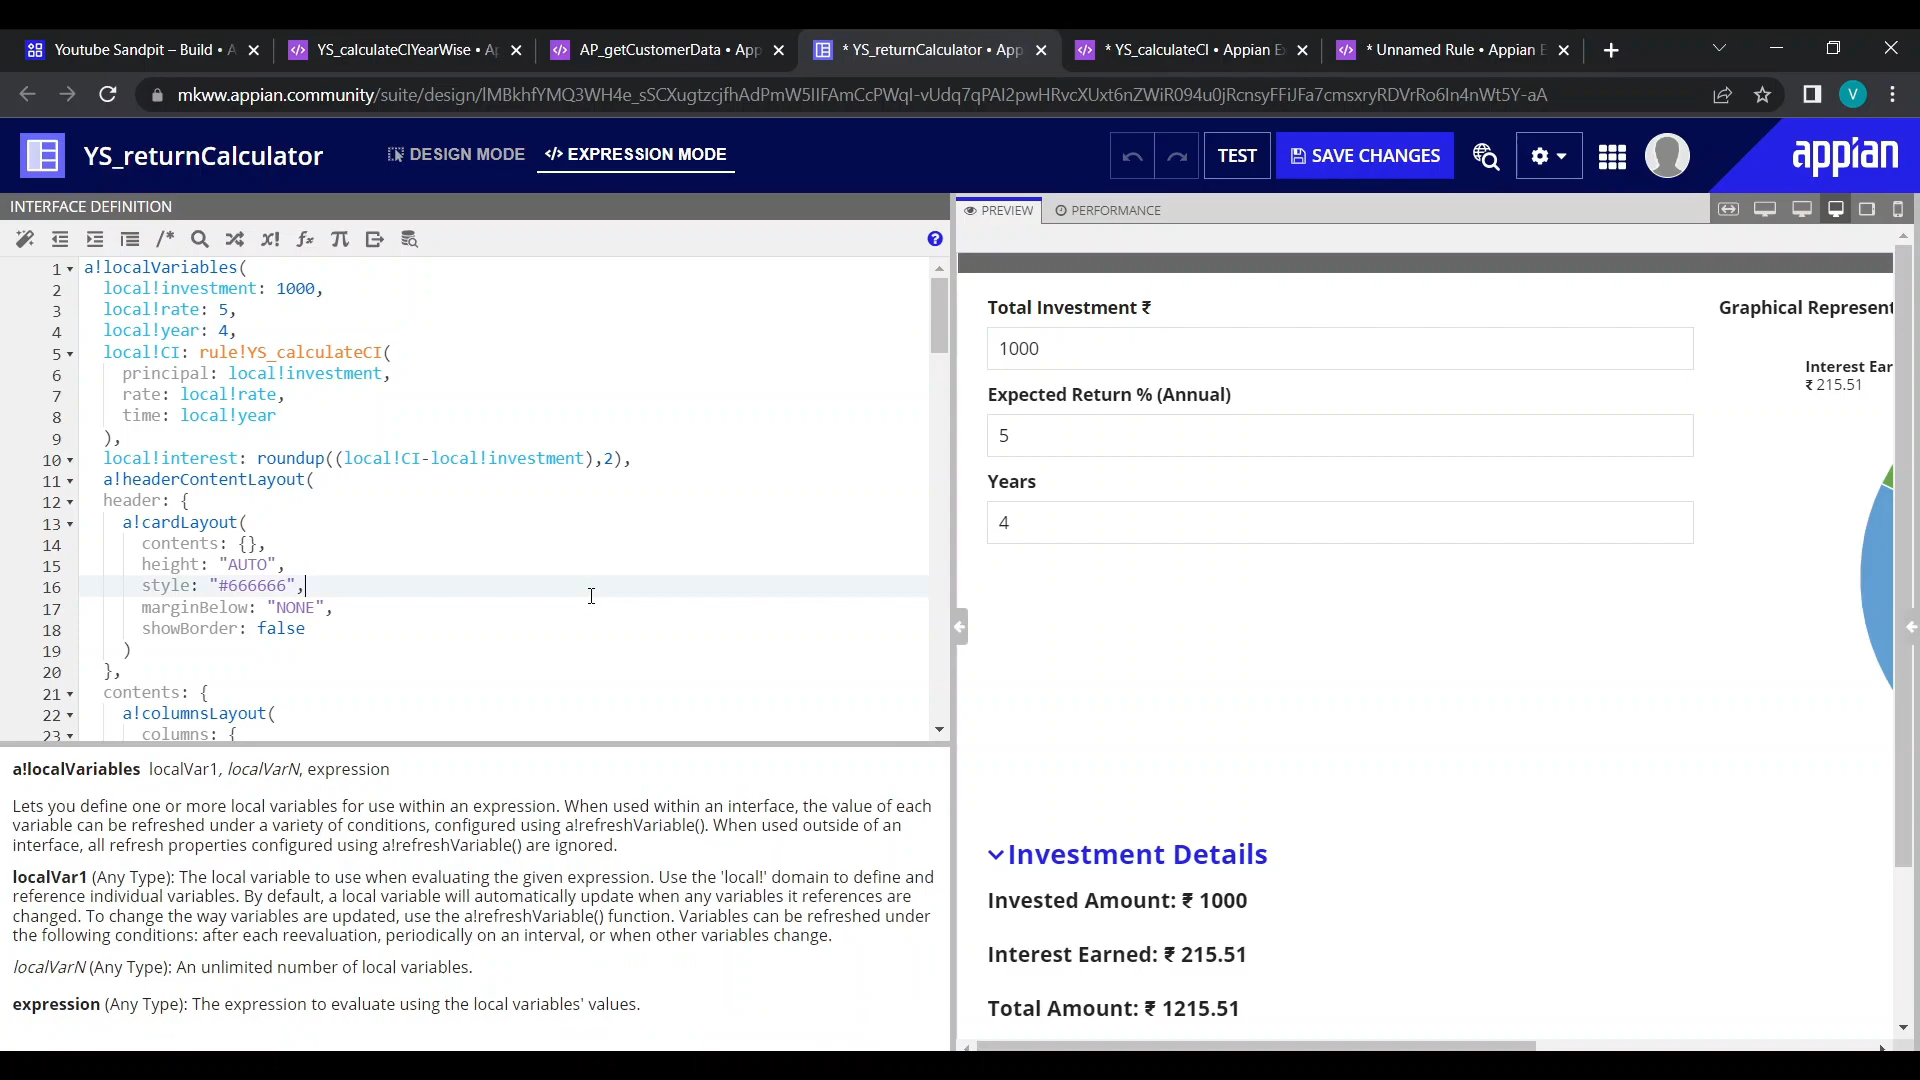 Youtube Sandpit – Build • A
YS_calculateCIYearWise • Ap
AP_getCustomerData • App
* YS_returnCalculator • App
* YS_calculateCI • Appian E
* Unnamed Rule • Appian E
YS_returnCalculator
DESIGN MODE
</> EXPRESSION MODE
TEST
SAVE CHANGES
V
appian
INTERFACE DEFINITION
PREVIEW
PERFORMANCE
1 a!localVariables(
2 local!investment: 1000,
3 local!rate: 5,
4 local!year: 4,
5 local!CI: rule!YS_calculateCI(
6 principal: local!investment,
7 rate: local!rate,
8 time: local!year
9 ),
10 local!interest: roundup((local!CI-local!investment),2),
11 a!headerContentLayout(
12 header: {
13 a!cardLayout(
14 contents: {},
15 height: "AUTO",
16 style: "#666666",
17 marginBelow: "NONE",
18 showBorder: false
19 )
20 },
21 contents: {
22 a!columnsLayout(
23 columns: {
a!localVariables localVar1, localVarN, expression
Lets you define one or more local variables for use within an expression. When used within an interface, the value of each
variable can be refreshed under a variety of conditions, configured using a!refreshVariable(). When used outside of an
interface, all refresh properties configured using a!refreshVariable() are ignored.
localVar1 (Any Type): The local variable to use when evaluating the given expression. Use the 'local!' domain to define and
reference individual variables. By default, a local variable will automatically update when any variables it references are
changed. To change the way variables are updated, use the a!refreshVariable() function. Variables can be refreshed under
the following conditions: after each reevaluation, periodically on an interval, or when other variables change.
localVarN (Any Type): An unlimited number of local variables.
expression (Any Type): The expression to evaluate using the local variables' values.
Total Investment ₹
1000
Expected Return % (Annual)
5
Years
4
Graphical Represent
Interest Ear
₹ 215.51
Investment Details
Invested Amount: ₹ 1000
Interest Earned: ₹ 215.51
Total Amount: ₹ 1215.51